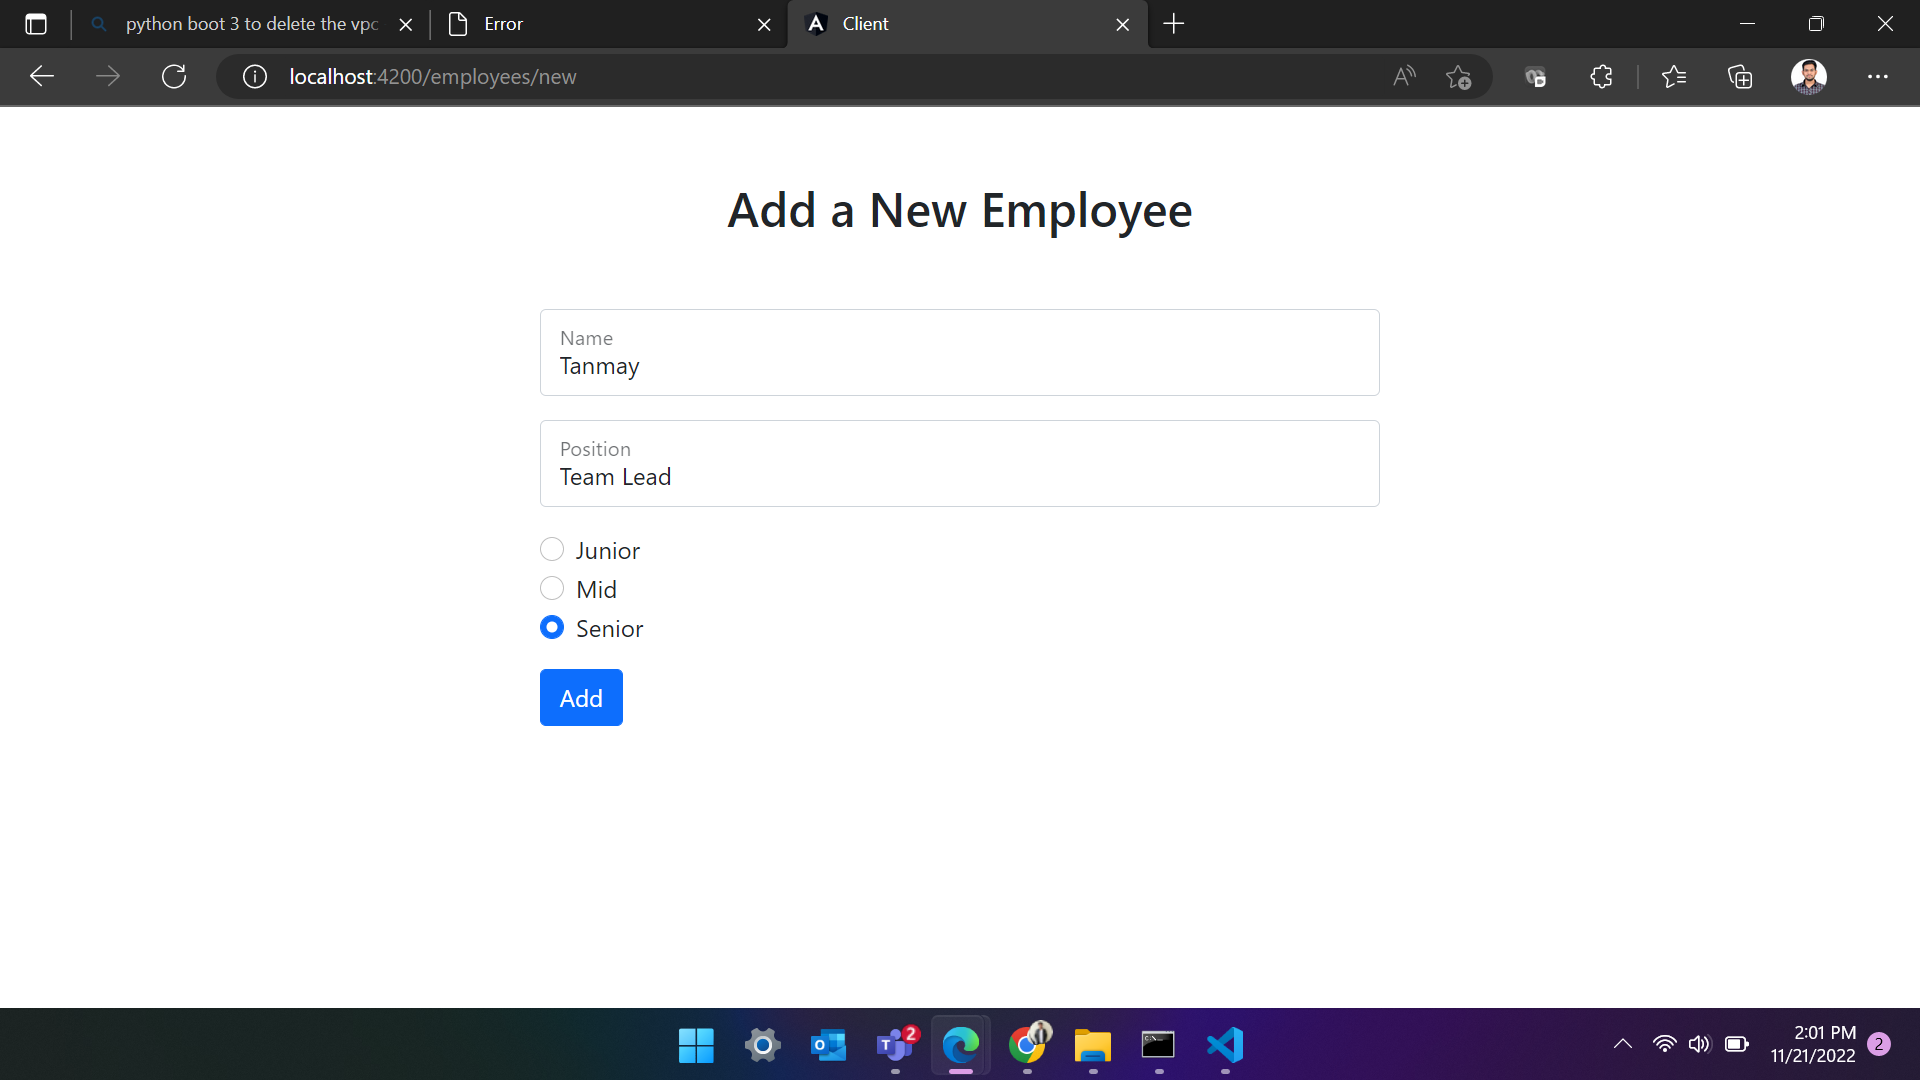 python boot 3 to delete the vpc
Error
Client
localhost:4200/employees/new
Add a New Employee
Name
Tanmay
Position
Team Lead
Junior
Mid
Senior
Add
2
2:01 PM
11/21/2022
2